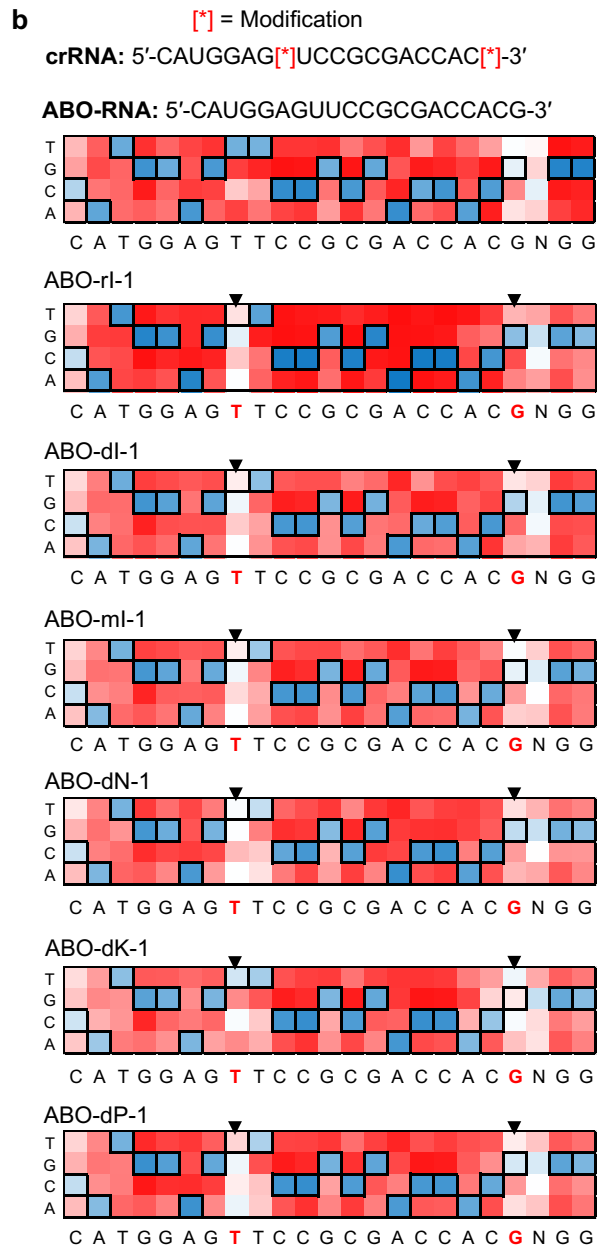 b
[*] = Modification
crRNA: 5′-CAUGGAG[*]UCCGCGACCAC[*]-3′
ABO-RNA: 5′-CAUGGAGUUCCGCGACCACG-3′
T
G
C
A
C A T G G A G T T C C G C G A C C A C G N G G
ABO-rI-1
T
G
C
A
C A T G G A G T T C C G C G A C C A C G N G G
ABO-dI-1
T
G
C
A
C A T G G A G T T C C G C G A C C A C G N G G
ABO-mI-1
T
G
C
A
C A T G G A G T T C C G C G A C C A C G N G G
ABO-dN-1
T
G
C
A
C A T G G A G T T C C G C G A C C A C G N G G
ABO-dK-1
T
G
C
A
C A T G G A G T T C C G C G A C C A C G N G G
ABO-dP-1
T
G
C
A
C A T G G A G T T C C G C G A C C A C G N G G